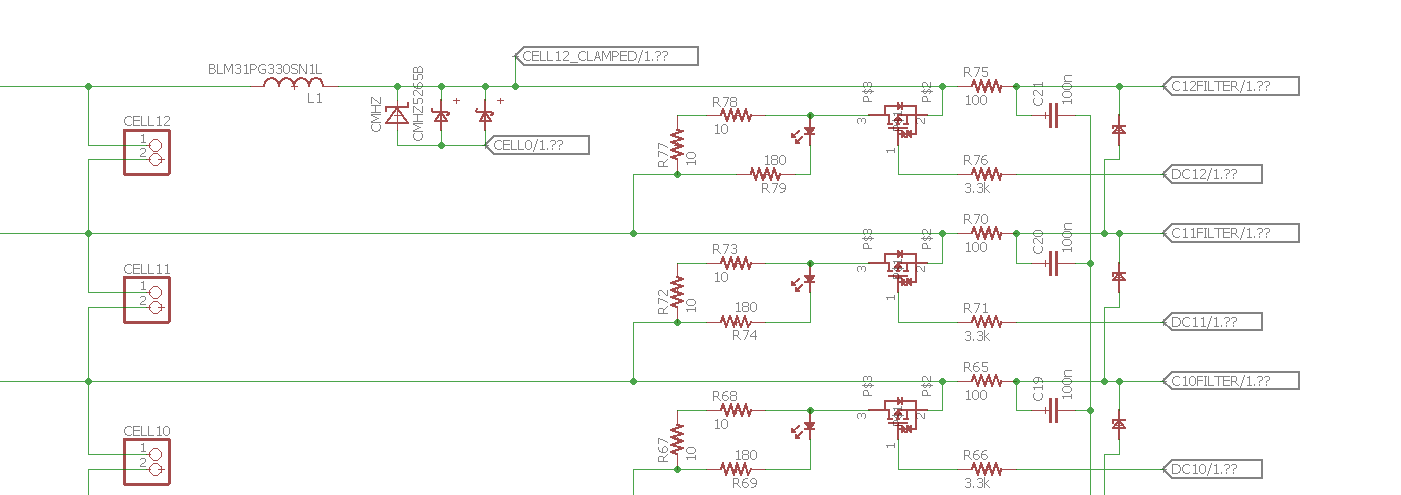 CELL12_CLAMPED/1.??
BLM31PG330SN1L
L1
CMHZ
CMHZ5265B
+
+
CELL0/1.??
CELL12
1
2
R78
10
R77
10
180
R79
P$3
P$2
3
2
1
R75
100
C21
100n
R76
3.3k
C12FILTER/1.??
DC12/1.??
CELL11
1
2
R73
10
R72
10
180
R74
P$3
P$2
3
2
1
R70
100
C20
100n
R71
3.3k
C11FILTER/1.??
DC11/1.??
CELL10
1
2
R68
10
R67
10
180
R69
P$3
P$2
3
2
1
R65
100
C19
100n
R66
3.3k
C10FILTER/1.??
DC10/1.??